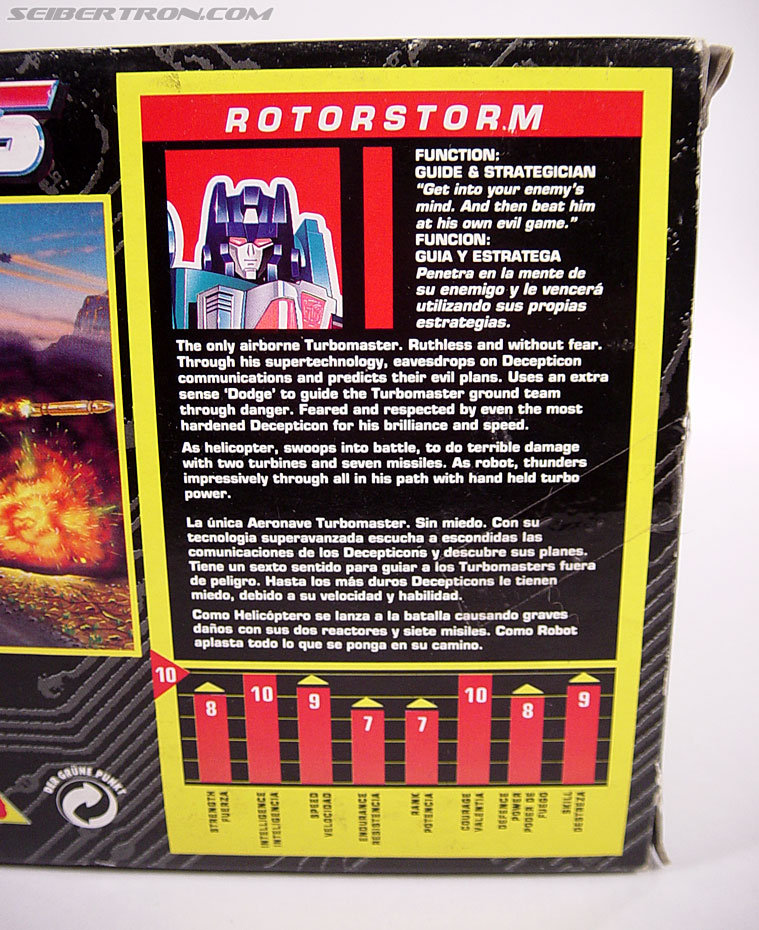 SEIBERTRON.COM
S
ROTORSTORM
FUNCTION:
GUIDE & STRATEGICIAN
"Get into your enemy's
mind. And then beat him
at his own evil game."
FUNCION:
GUIA Y ESTRATEGA
Penetra en la mente de
su enemigo y le vencerá
utilizando sus propias
estrategias.
The only airborne Turbomaster. Ruthless and without fear.
Through his supertechnology, eavesdrops on Decepticon
communications and predicts their evil plans. Uses an extra
sense 'Dodge' to guide the Turbomaster ground team
through danger. Feared and respected by even the most
hardened Decepticon for his brilliance and speed.
As helicopter, swoops into battle, to do terrible damage
with two turbines and seven missiles. As robot, thunders
impressively through all in his path with hand held turbo
power.
La única Aeronave Turbomaster. Sin miedo. Con su
tecnologia superavanzada escucha a escondidas las
comunicaciones de los Decepticons y descubre sus planes.
Tiene un sexto sentido para guiar a los Turbomasters fuera
de peligro. Hasta los más duros Decepticons le tienen
miedo, debido a su velocidad y habilidad.
Como Helicóptero se lanza a la batalla causando graves
daños con sus dos reactores y siete misiles. Como Robot
aplasta todo lo que se ponga en su camino.
10
8
10
9
7
7
10
8
9
STRENGTH
FUERZA
INTELLIGENCE
INTELIGENCIA
SPEED
VELOCIDAD
ENDURANCE
RESISTENCIA
RANK
POTENCIA
COURAGE
VALENTIA
DEFENCE
POWER
PODER DE
FUEGO
SKILL
DESTREZA
DER GRÜNE PUNKT